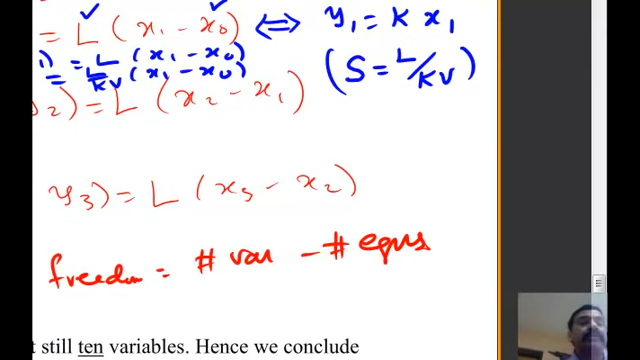 = L (x₁ - x₀) ⟺ y₁ = K x₁
) = L (x₁ - x₀)
= L/KV (x₁ - x₀) (S = L/KV)
y₂) = L (x₂ - x₁)
y₃) = L (x₃ - x₂)
freedom = # var - # eqns
t still ten variables. Hence we conclude